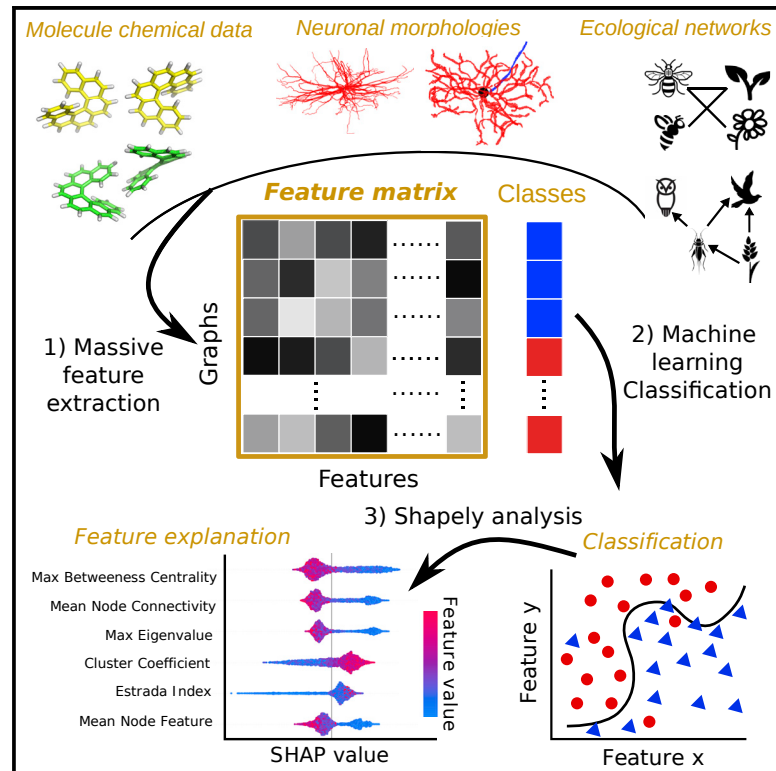 Molecule chemical data
Neuronal morphologies
Ecological networks
Feature matrix
Classes
Graphs
1) Massive
feature
extraction
2) Machine
learning
Classification
Features
3) Shapely analysis
Feature explanation
Classification
Max Betweeness Centrality
Mean Node Connectivity
Max Eigenvalue
Cluster Coefficient
Estrada Index
Mean Node Feature
Feature value
SHAP value
Feature y
Feature x